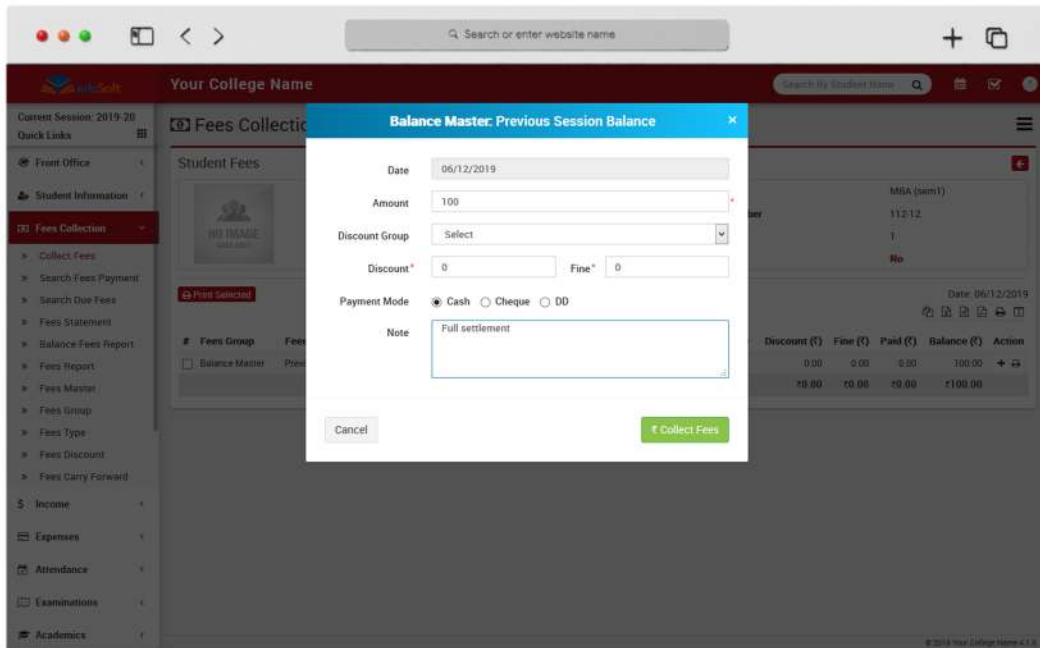 Search or enter website name
Your College Name
Search By Student Name
Current Session: 2019-20
Quick Links
Front Office
Student Information
Fees Collection
Collect Fees
Search Fees Payment
Search Due Fees
Fees Statement
Balance Fees Report
Fees Report
Fees Master
Fees Group
Fees Type
Fees Discount
Fees Carry Forward
$ Income
Expenses
Attendance
Examinations
Academics
Fees Collectio
Student Fees
NO IMAGE
AVAILABLE
MBA (sem1)
ber 112-12
1
No
Print Selected
Date: 06/12/2019
# Fees Group Fees Discount (₹) Fine (₹) Paid (₹) Balance (₹) Action
Balance Master Previ 0.00 0.00 0.00 100.00 +
₹0.00 ₹0.00 ₹0.00 ₹100.00
Balance Master: Previous Session Balance ×
Date 06/12/2019
Amount 100 *
Discount Group Select
Discount* 0 Fine* 0
Payment Mode Cash Cheque DD
Note Full settlement
Cancel ₹ Collect Fees